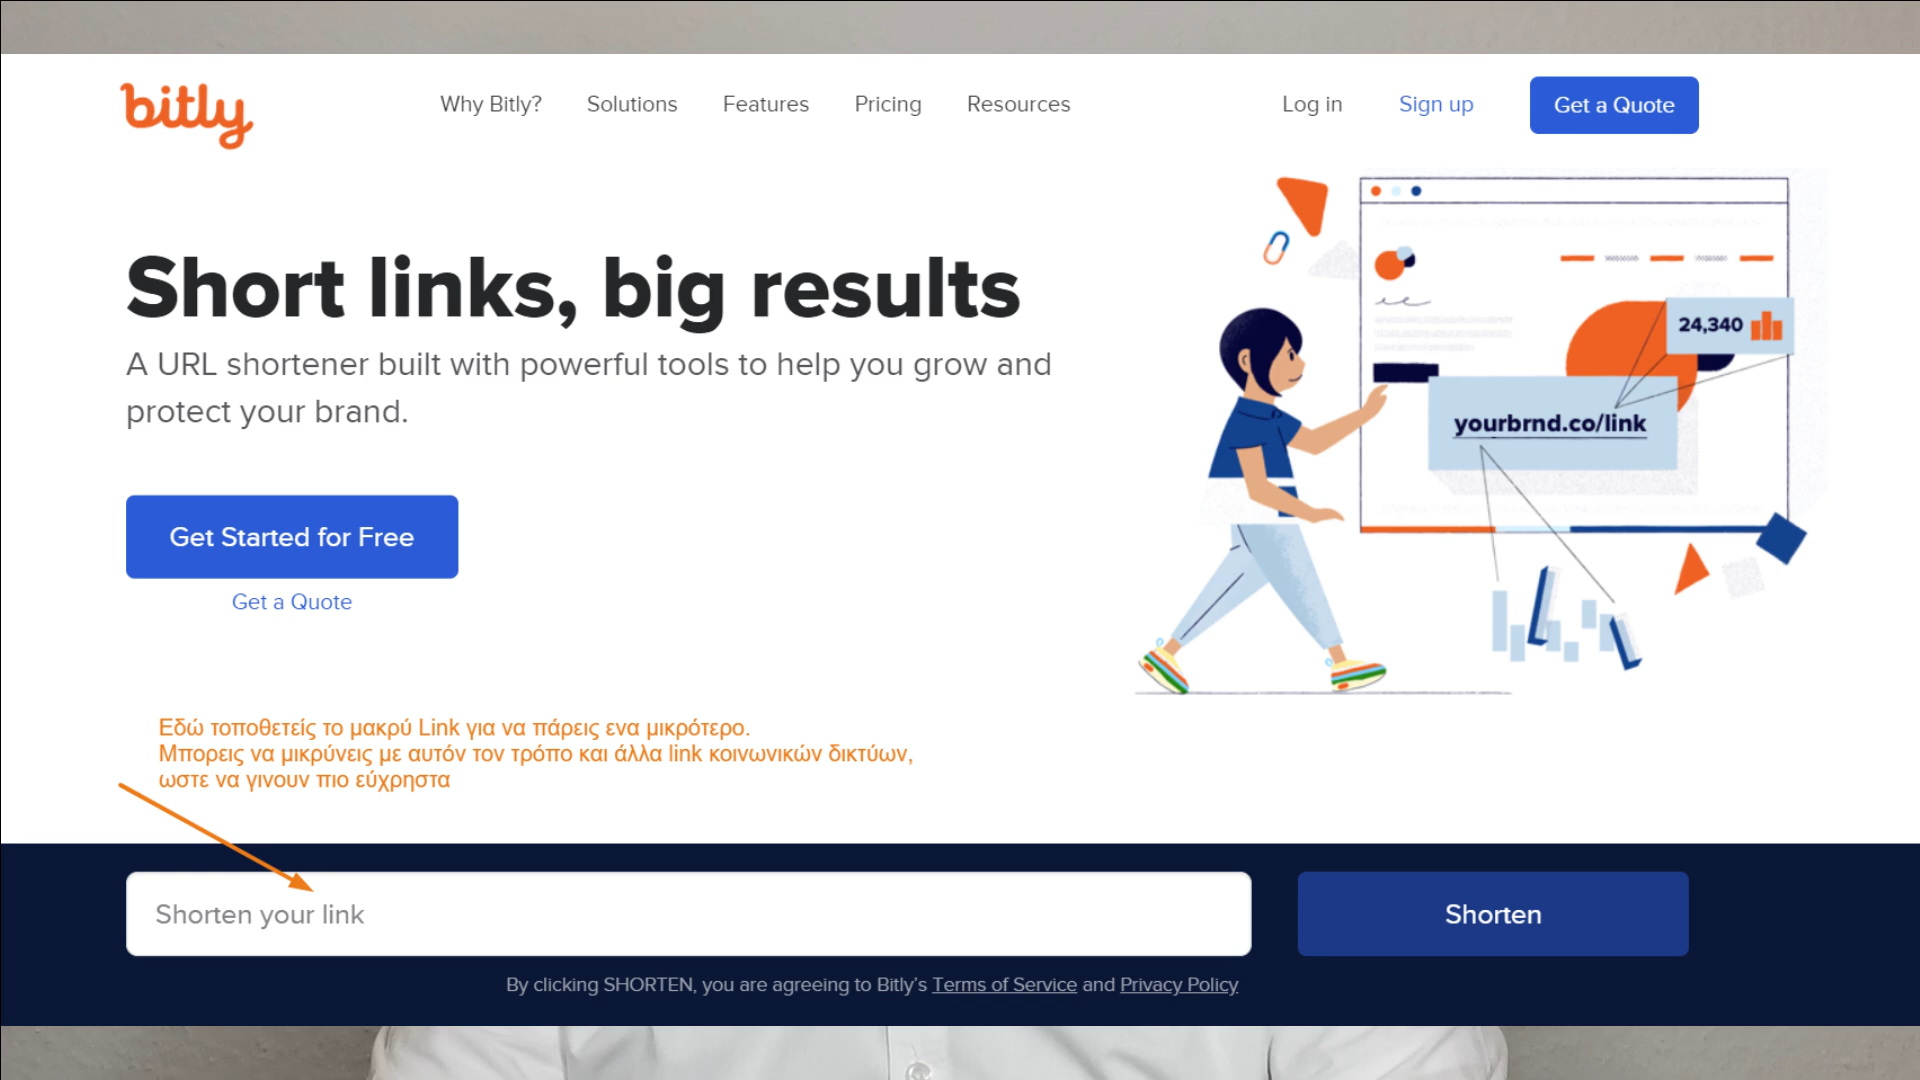 bitly
Why Bitly? Solutions Features Pricing Resources Log in Sign up Get a Quote
Short links, big results
A URL shortener built with powerful tools to help you grow and
protect your brand.
24,340
yourbrnd.co/link
Get Started for Free
Get a Quote
Εδώ τοποθετείς το μακρύ Link για να πάρεις ενα μικρότερο.
Μπορεις να μικρύνεις με αυτόν τον τρόπο και άλλα link κοινωνικών δικτύων,
ωστε να γινουν πιο εύχρηστα
Shorten your link
Shorten
By clicking SHORTEN, you are agreeing to Bitly’s Terms of Service and Privacy Policy